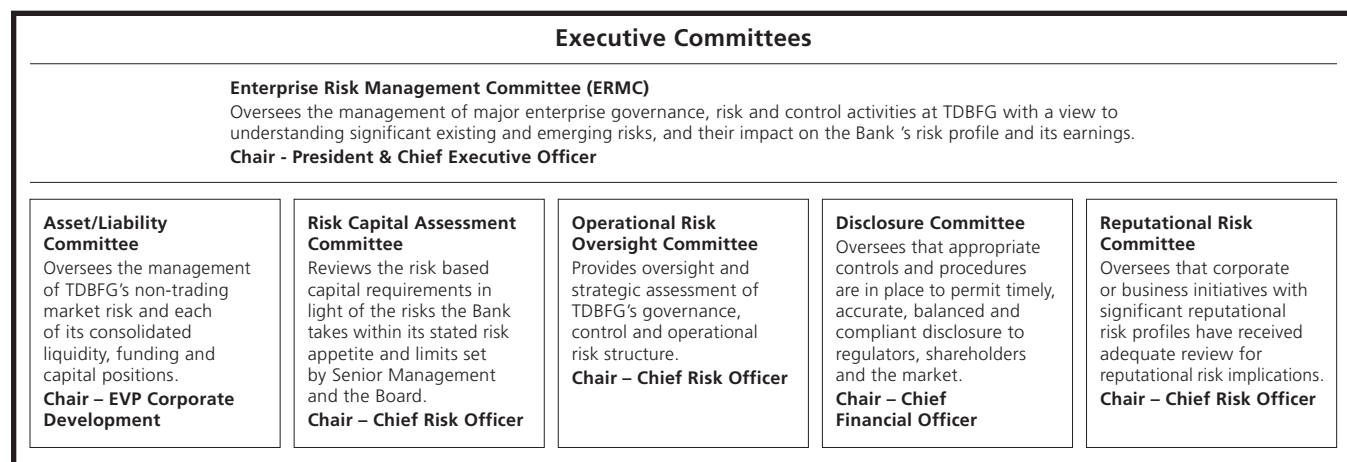 Executive Committees
Enterprise Risk Management Committee (ERMC)
Oversees the management of major enterprise governance, risk and control activities at TDBFG with a view to
understanding significant existing and emerging risks, and their impact on the Bank ’s risk profile and its earnings.
Chair - President & Chief Executive Officer
Asset/Liability
Committee
Oversees the management
of TDBFG’s non-trading
market risk and each
of its consolidated
liquidity, funding and
capital positions.
Chair – EVP Corporate
Development
Risk Capital Assessment
Committee
Reviews the risk based
capital requirements in
light of the risks the Bank
takes within its stated risk
appetite and limits set
by Senior Management
and the Board.
Chair – Chief Risk Officer
Operational Risk
Oversight Committee
Provides oversight and
strategic assessment of
TDBFG’s governance,
control and operational
risk structure.
Chair – Chief Risk Officer
Disclosure Committee
Oversees that appropriate
controls and procedures
are in place to permit timely,
accurate, balanced and
compliant disclosure to
regulators, shareholders
and the market.
Chair – Chief
Financial Officer
Reputational Risk
Committee
Oversees that corporate
or business initiatives with
significant reputational
risk profiles have received
adequate review for
reputational risk implications.
Chair – Chief Risk Officer